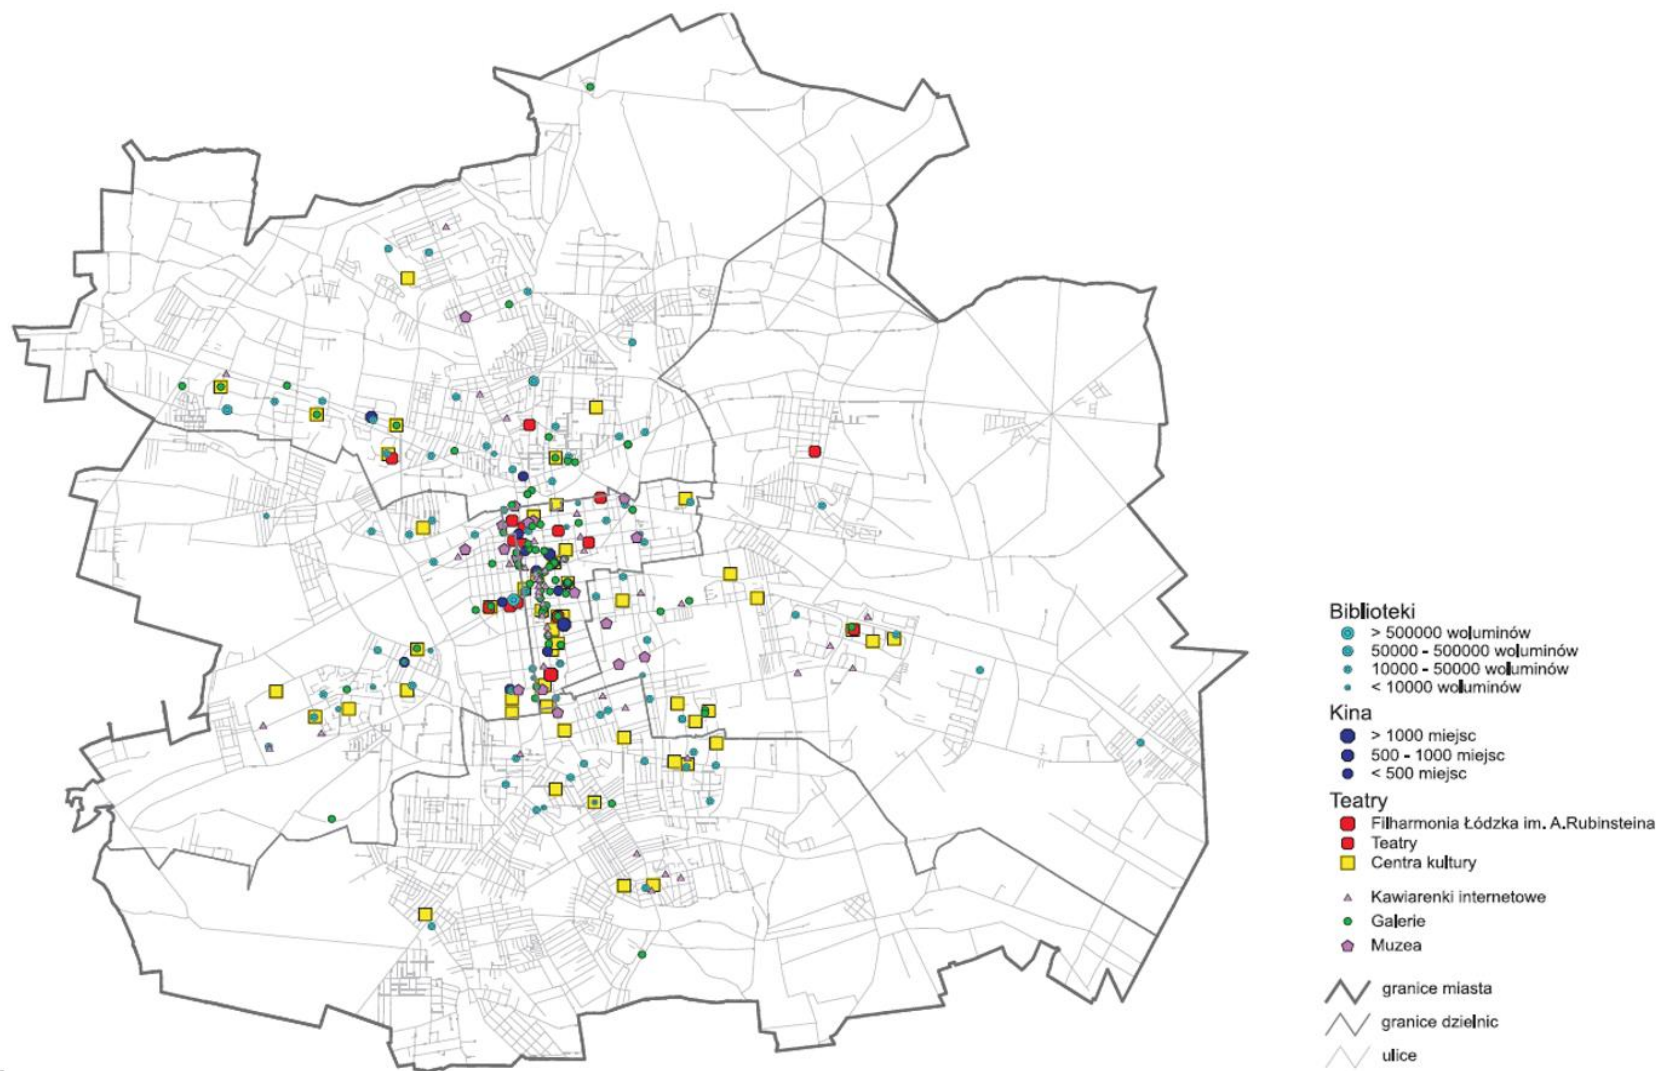 Biblioteki
> 500000 woluminów
50000 - 500000 woluminów
10000 - 50000 woluminów
< 10000 woluminów
Kina
> 1000 miejsc
500 - 1000 miejsc
< 500 miejsc
Teatry
Filharmonia Łódzka im. A.Rubinsteina
Teatry
Centra kultury
Kawiarenki internetowe
Galerie
Muzea
granice miasta
granice dzielnic
ulice